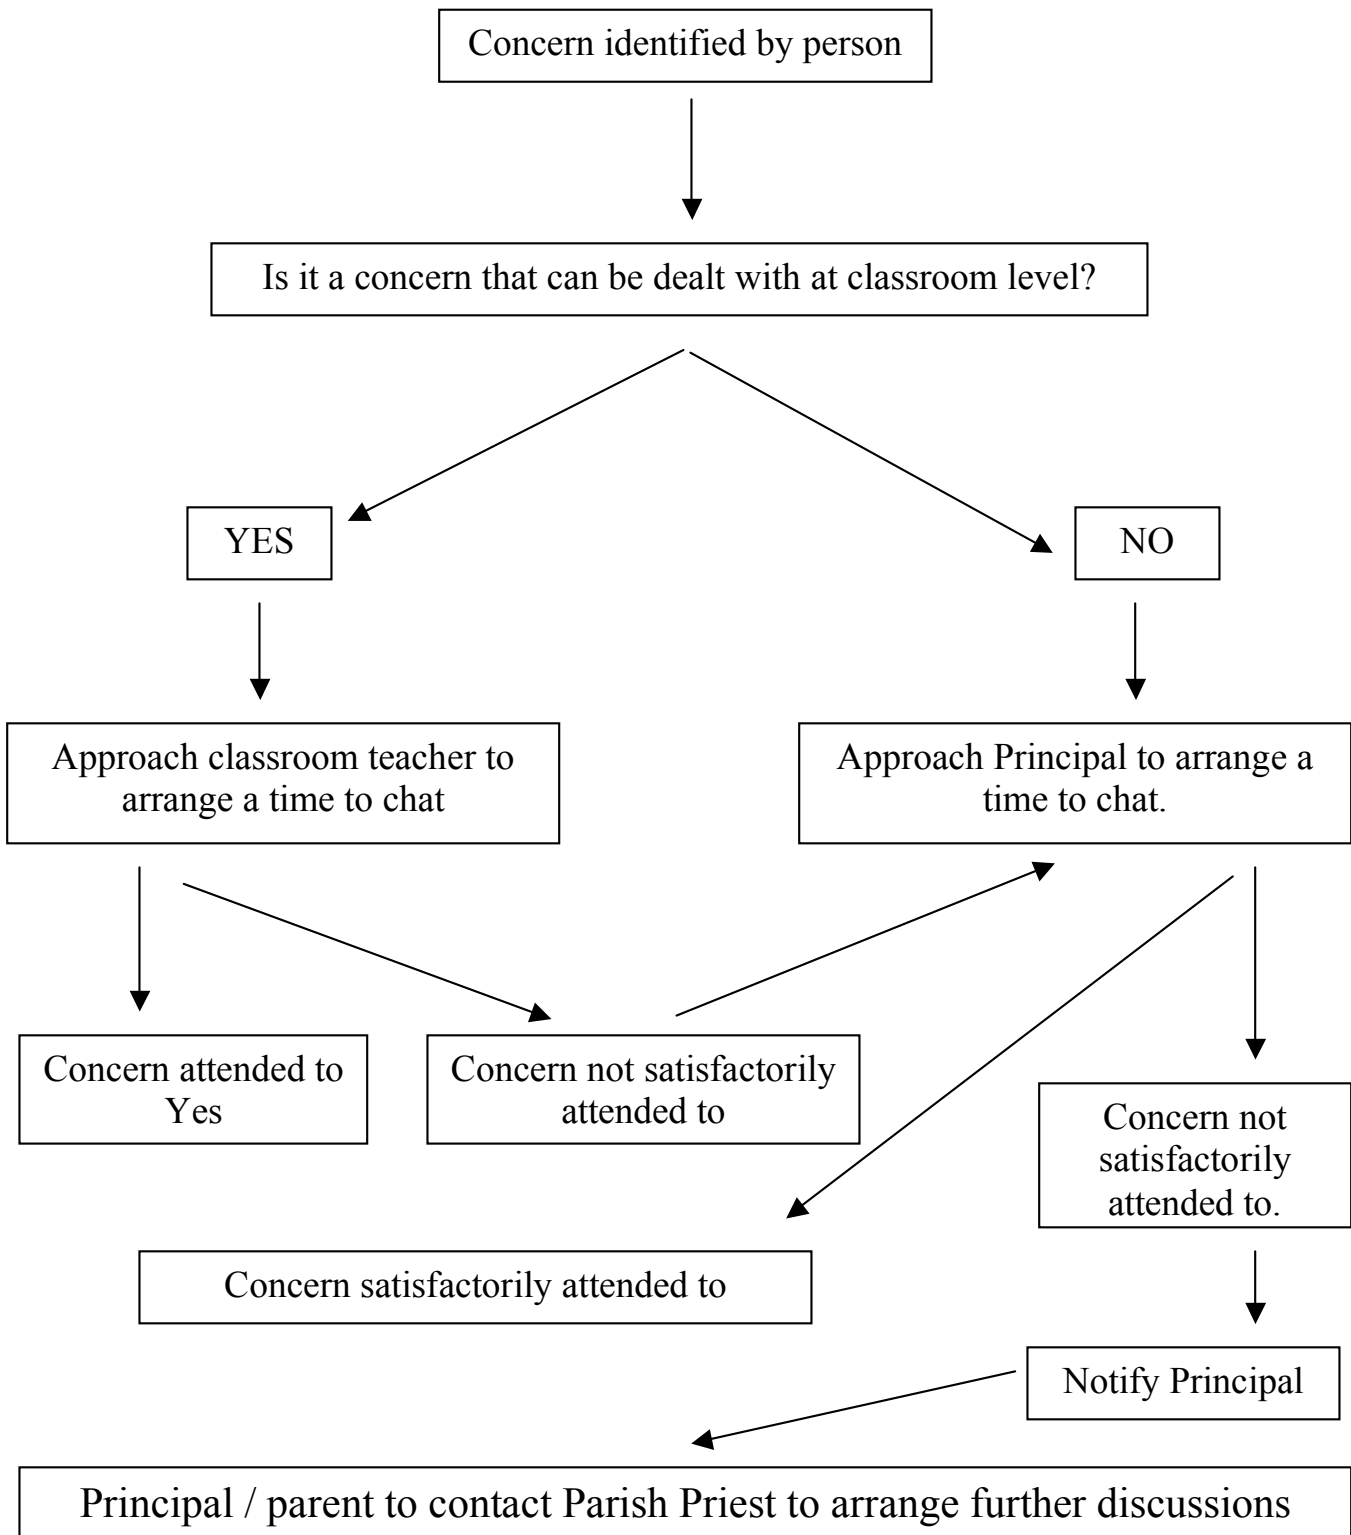 Concern identified by person
Is it a concern that can be dealt with at classroom level?
YES
NO
Approach classroom teacher to
arrange a time to chat
Approach Principal to arrange a
time to chat.
Concern attended to
Yes
Concern not satisfactorily
attended to
Concern not
satisfactorily
attended to.
Concern satisfactorily attended to
Notify Principal
Principal / parent to contact Parish Priest to arrange further discussions